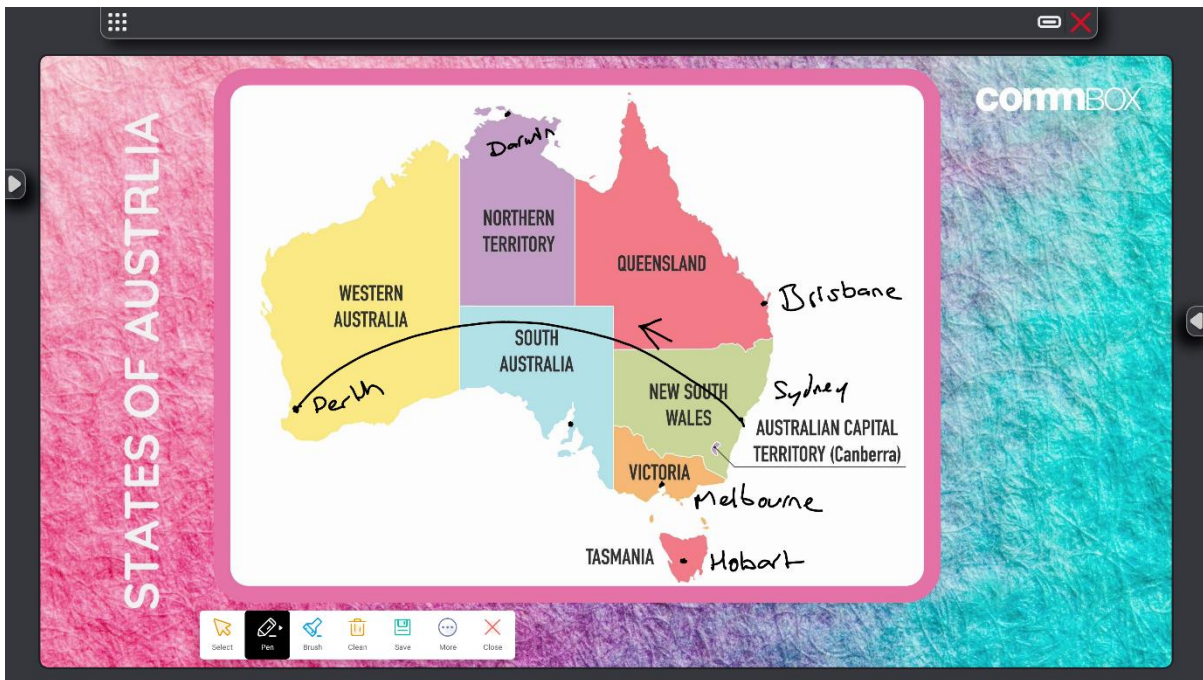 STATES OF AUSTRLIA
commBOX
Darwin
NORTHERN
TERRITORY
QUEENSLAND
WESTERN
AUSTRALIA
Brisbane
SOUTH
AUSTRALIA
Perth
NEW SOUTH
WALES
Sydney
AUSTRALIAN CAPITAL
TERRITORY (Canberra)
VICTORIA
Melbourne
TASMANIA
Hobart
Select
Pen
Brush
Clean
Save
More
Close